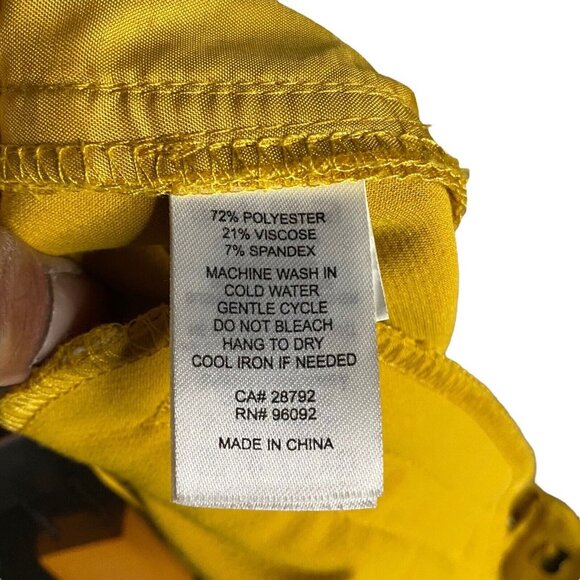 72% POLYESTER
21% VISCOSE
7% SPANDEX
MACHINE WASH IN
COLD WATER
GENTLE CYCLE
DO NOT BLEACH
HANG TO DRY
COOL IRON IF NEEDED
CA# 28792
RN# 96092
MADE IN CHINA